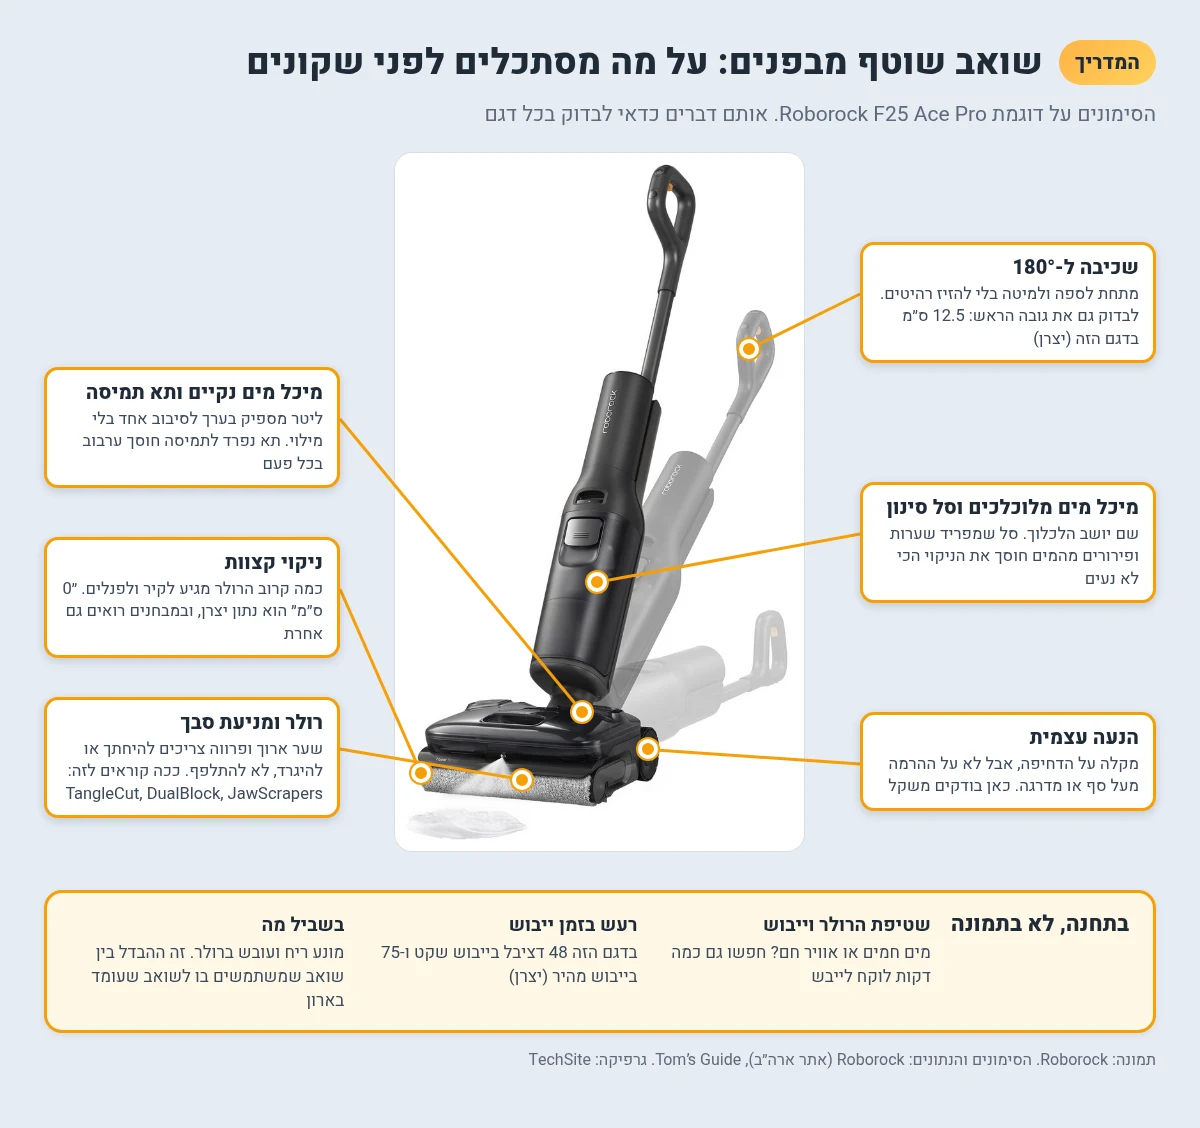 המדריך
שואב שוטף מבפנים: על מה מסתכלים לפני שקונים
הסימונים על דוגמת Roborock F25 Ace Pro. אותם דברים כדאי לבדוק בכל דגם
שכיבה ל-180°
מתחת לספה ולמיטה בלי להזיז רהיטים.
לבדוק גם את גובה הראש: 12.5 ס״מ
בדגם הזה (יצרן)
מיכל מים מלוכלכים וסל סינון
שם יושב הלכלוך. סל שמפריד שערות
ופירורים מהמים חוסך את הניקוי הכי
לא נעים
הנעה עצמית
מקלה על הדחיפה, אבל לא על ההרמה
מעל סף או מדרגה. כאן בודקים משקל
מיכל מים נקיים ותא תמיסה
ליטר מספיק בערך לסיבוב אחד בלי
מילוי. תא נפרד לתמיסה חוסך ערבוב
בכל פעם
ניקוי קצוות
כמה קרוב הרולר מגיע לקיר ולפנלים. ״0
ס״מ״ הוא נתון יצרן, ובמבחנים רואים גם
אחרת
רולר ומניעת סבך
שער ארוך ופרווה צריכים להיחתך או
להיגרד, לא להתלפף. ככה קוראים לזה:
TangleCut, DualBlock, JawScrapers
roborock
roborock
בתחנה, לא בתמונה
שטיפת הרולר וייבוש
מים חמים או אוויר חם? חפשו גם כמה
דקות לוקח לייבש
רעש בזמן ייבוש
בדגם הזה 48 דציבל בייבוש שקט ו-75
בייבוש מהיר (יצרן)
בשביל מה
מונע ריח ועובש ברולר. זה ההבדל בין
שואב שמשתמשים בו לשואב שעומד
בארון
תמונה: Roborock. הסימונים והנתונים: Roborock (אתר ארה״ב), Tom’s Guide. גרפיקה: TechSite